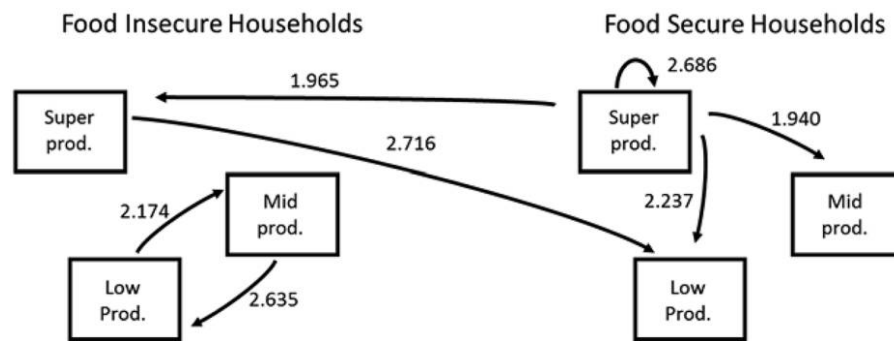 Food Insecure Households
Food Secure Households
2.686
1.965
Super
prod.
Super
prod.
1.940
2.716
2.174
Mid
prod.
2.237
Mid
prod.
Low
Prod.
2.635
Low
Prod.